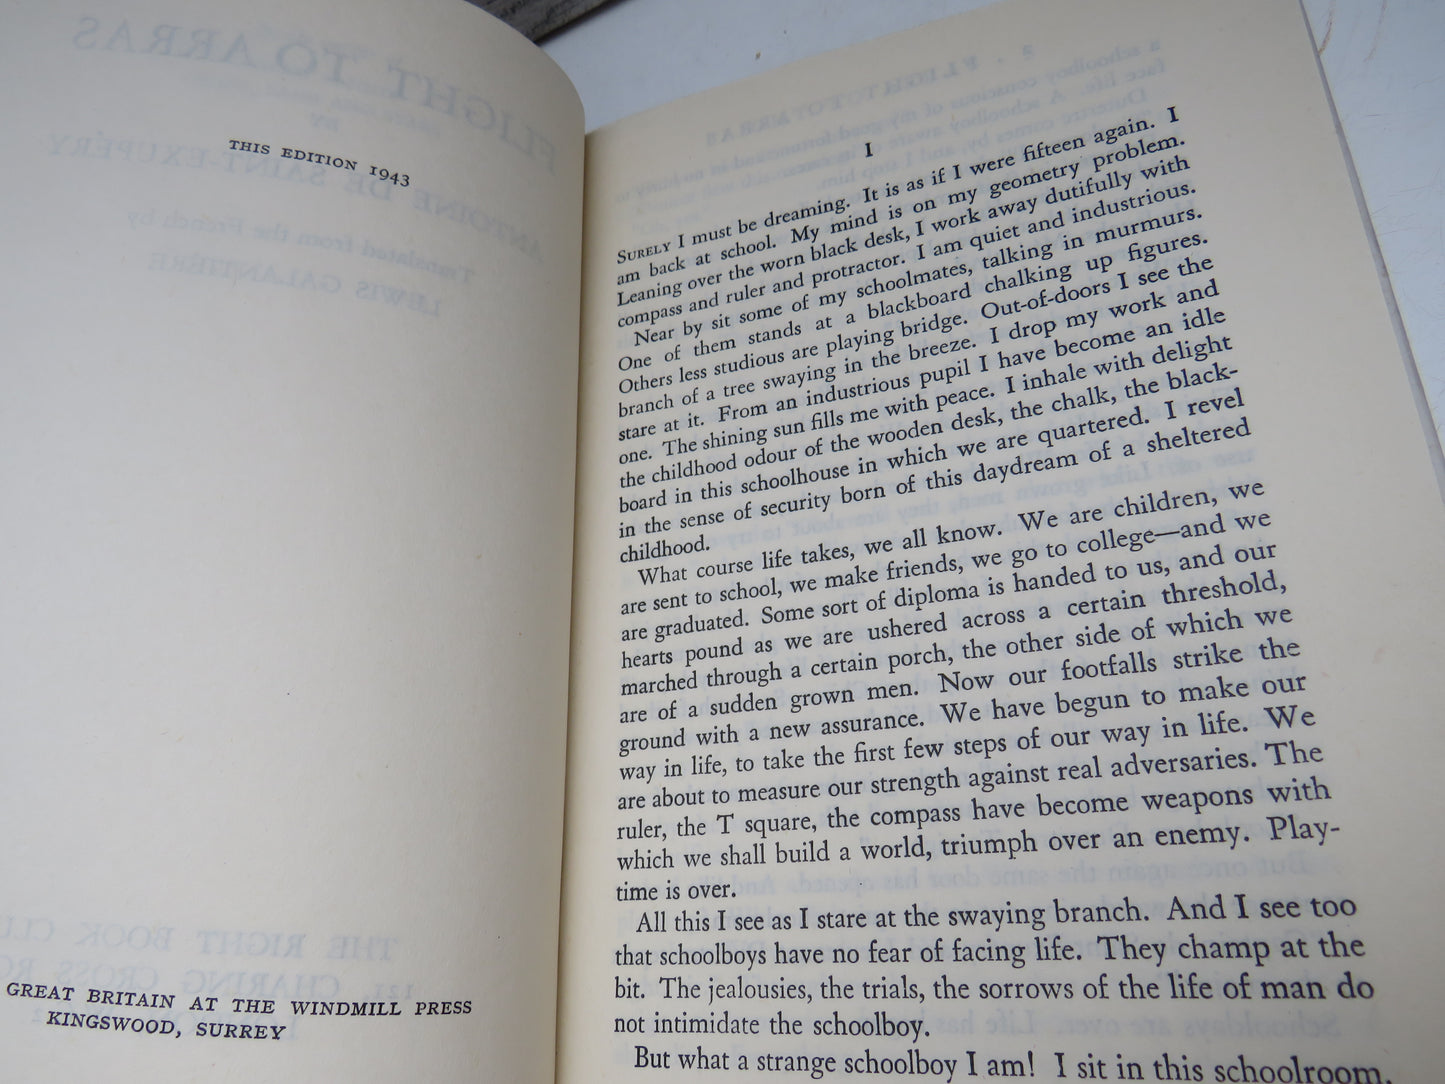 THIS EDITION 1943
GREAT BRITAIN AT THE WINDMILL PRESS
KINGSWOOD, SURREY
I
SURELY I must be dreaming. It is as if I were fifteen again. I
am back at school. My mind is on my geometry problem.
Leaning over the worn black desk, I work away dutifully with
compass and ruler and protractor. I am quiet and industrious.
Near by sit some of my schoolmates, talking in murmurs.
One of them stands at a blackboard chalking up figures.
Others less studious are playing bridge. Out-of-doors I see the
branch of a tree swaying in the breeze. I drop my work and
stare at it. From an industrious pupil I have become an idle
one. The shining sun fills me with peace. I inhale with delight
the childhood odour of the wooden desk, the chalk, the black-
board in this schoolhouse in which we are quartered. I revel
in the sense of security born of this daydream of a sheltered
childhood.
What course life takes, we all know. We are children, we
are sent to school, we make friends, we go to college—and we
are graduated. Some sort of diploma is handed to us, and our
hearts pound as we are ushered across a certain threshold,
marched through a certain porch, the other side of which we
are of a sudden grown men. Now our footfalls strike the
ground with a new assurance. We have begun to make our
way in life, to take the first few steps of our way in life. We
are about to measure our strength against real adversaries. The
ruler, the T square, the compass have become weapons with
which we shall build a world, triumph over an enemy. Play-
time is over.
All this I see as I stare at the swaying branch. And I see too
that schoolboys have no fear of facing life. They champ at the
bit. The jealousies, the trials, the sorrows of the life of man do
not intimidate the schoolboy.
But what a strange schoolboy I am! I sit in this schoolroom,